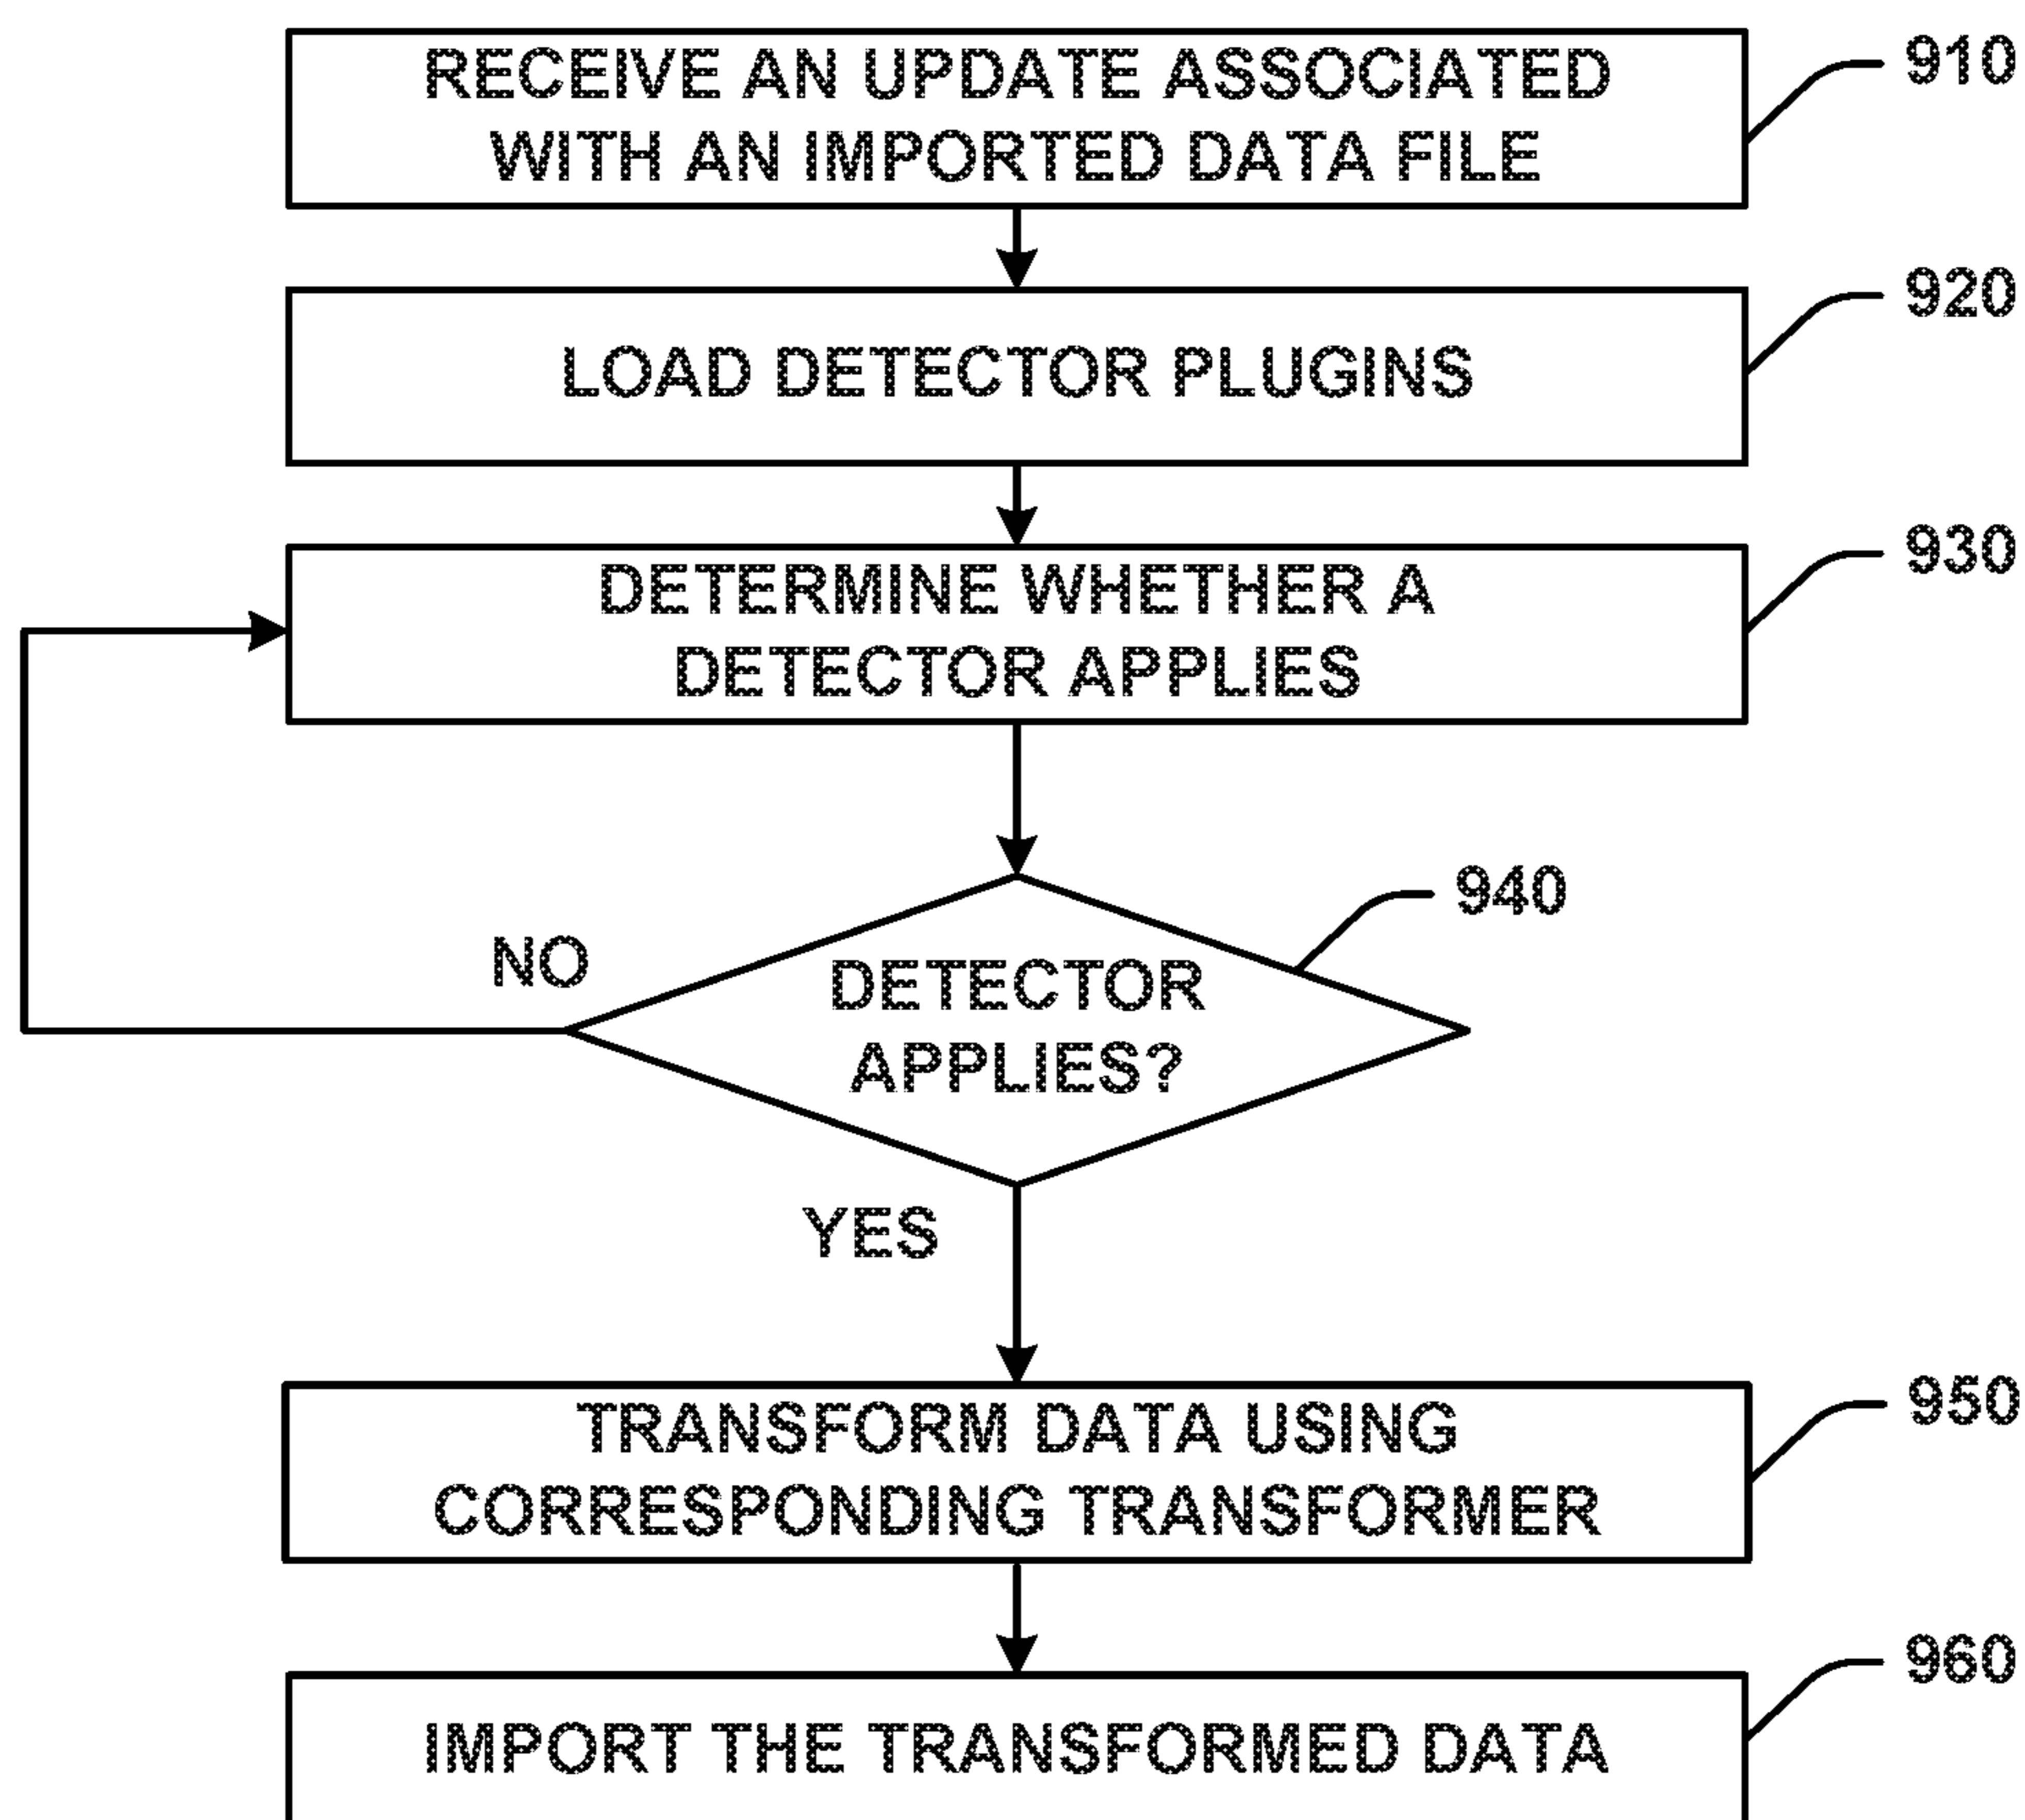 RECEIVE AN UPDATE ASSOCIATED
WITH AN IMPORTED DATA FILE
910
LOAD DETECTOR PLUGINS
920
DETERMINE WHETHER A
DETECTOR APPLIES
930
DETECTOR
APPLIES?
940
NO
YES
TRANSFORM DATA USING
CORRESPONDING TRANSFORMER
950
IMPORT THE TRANSFORMED DATA
960